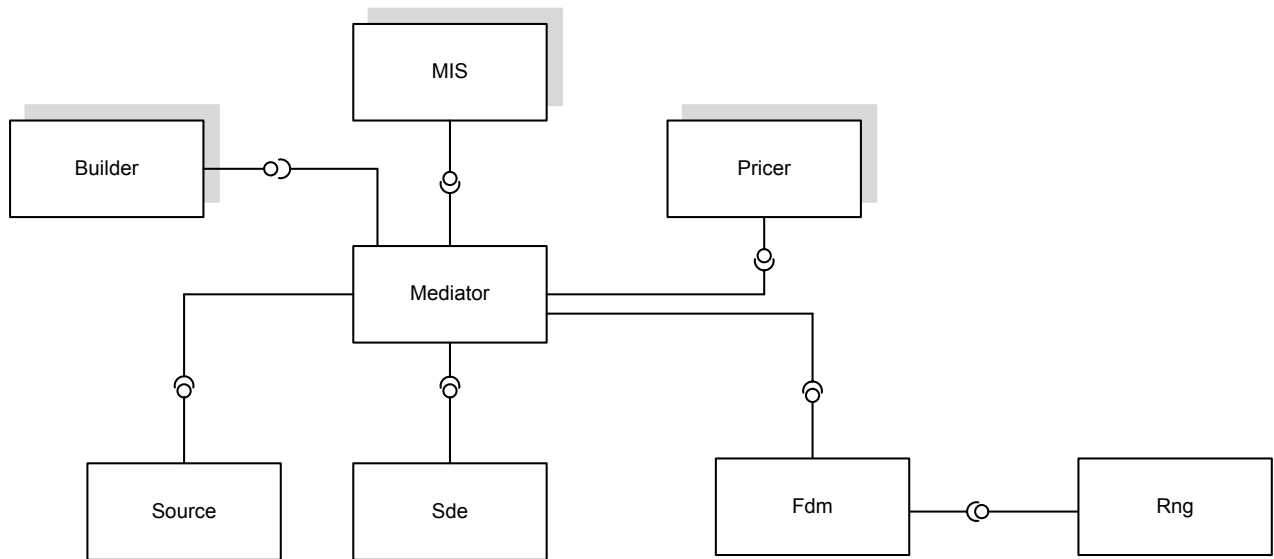 MIS
Builder
Pricer
Mediator
Source
Sde
Fdm
Rng